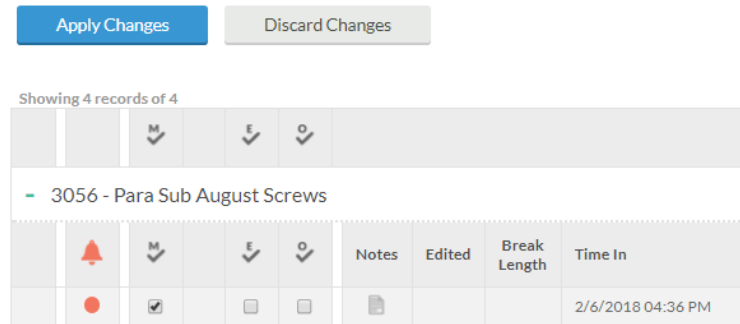 Apply Changes Discard Changes
Showing 4 records of 4
M E O
- 3056 - Para Sub August Screws
M E O Notes Edited Break Length Time In
2/6/2018 04:36 PM